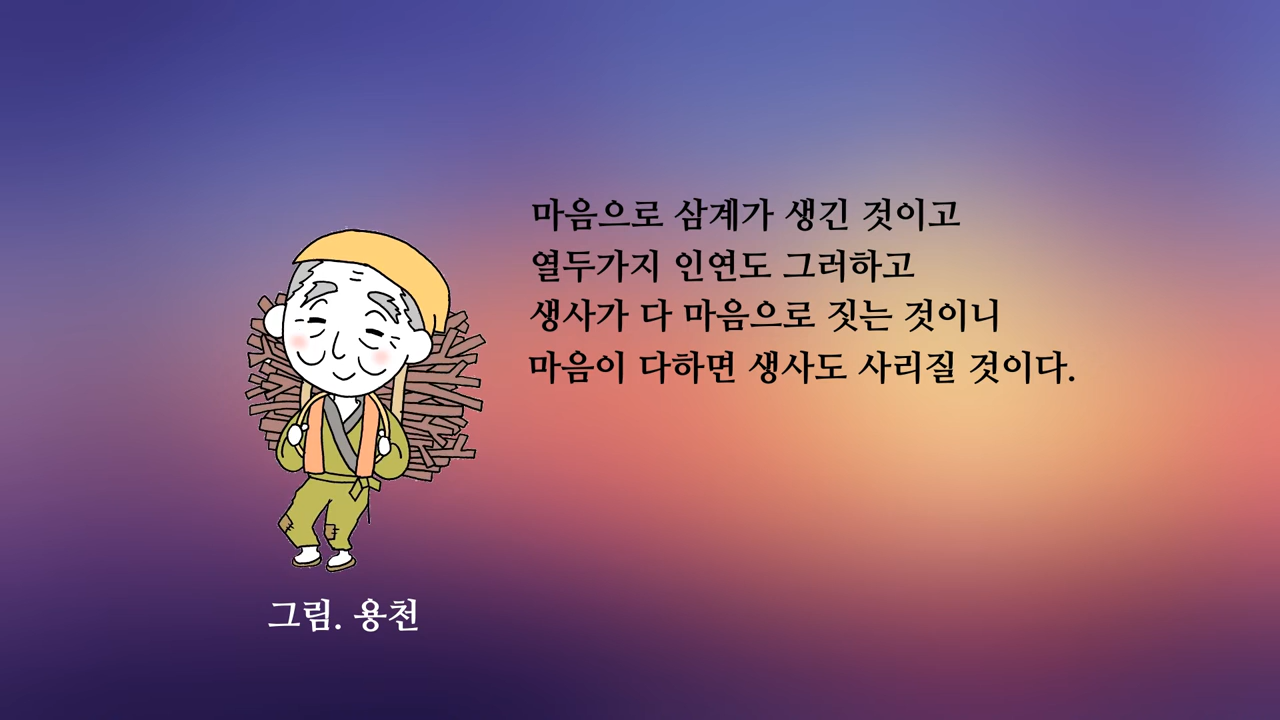 마음으로 삼계가 생긴 것이고
열두가지 인연도 그러하고
생사가 다 마음으로 짓는 것이니
마음이 다하면 생사도 사리질 것이다.
그림. 용천